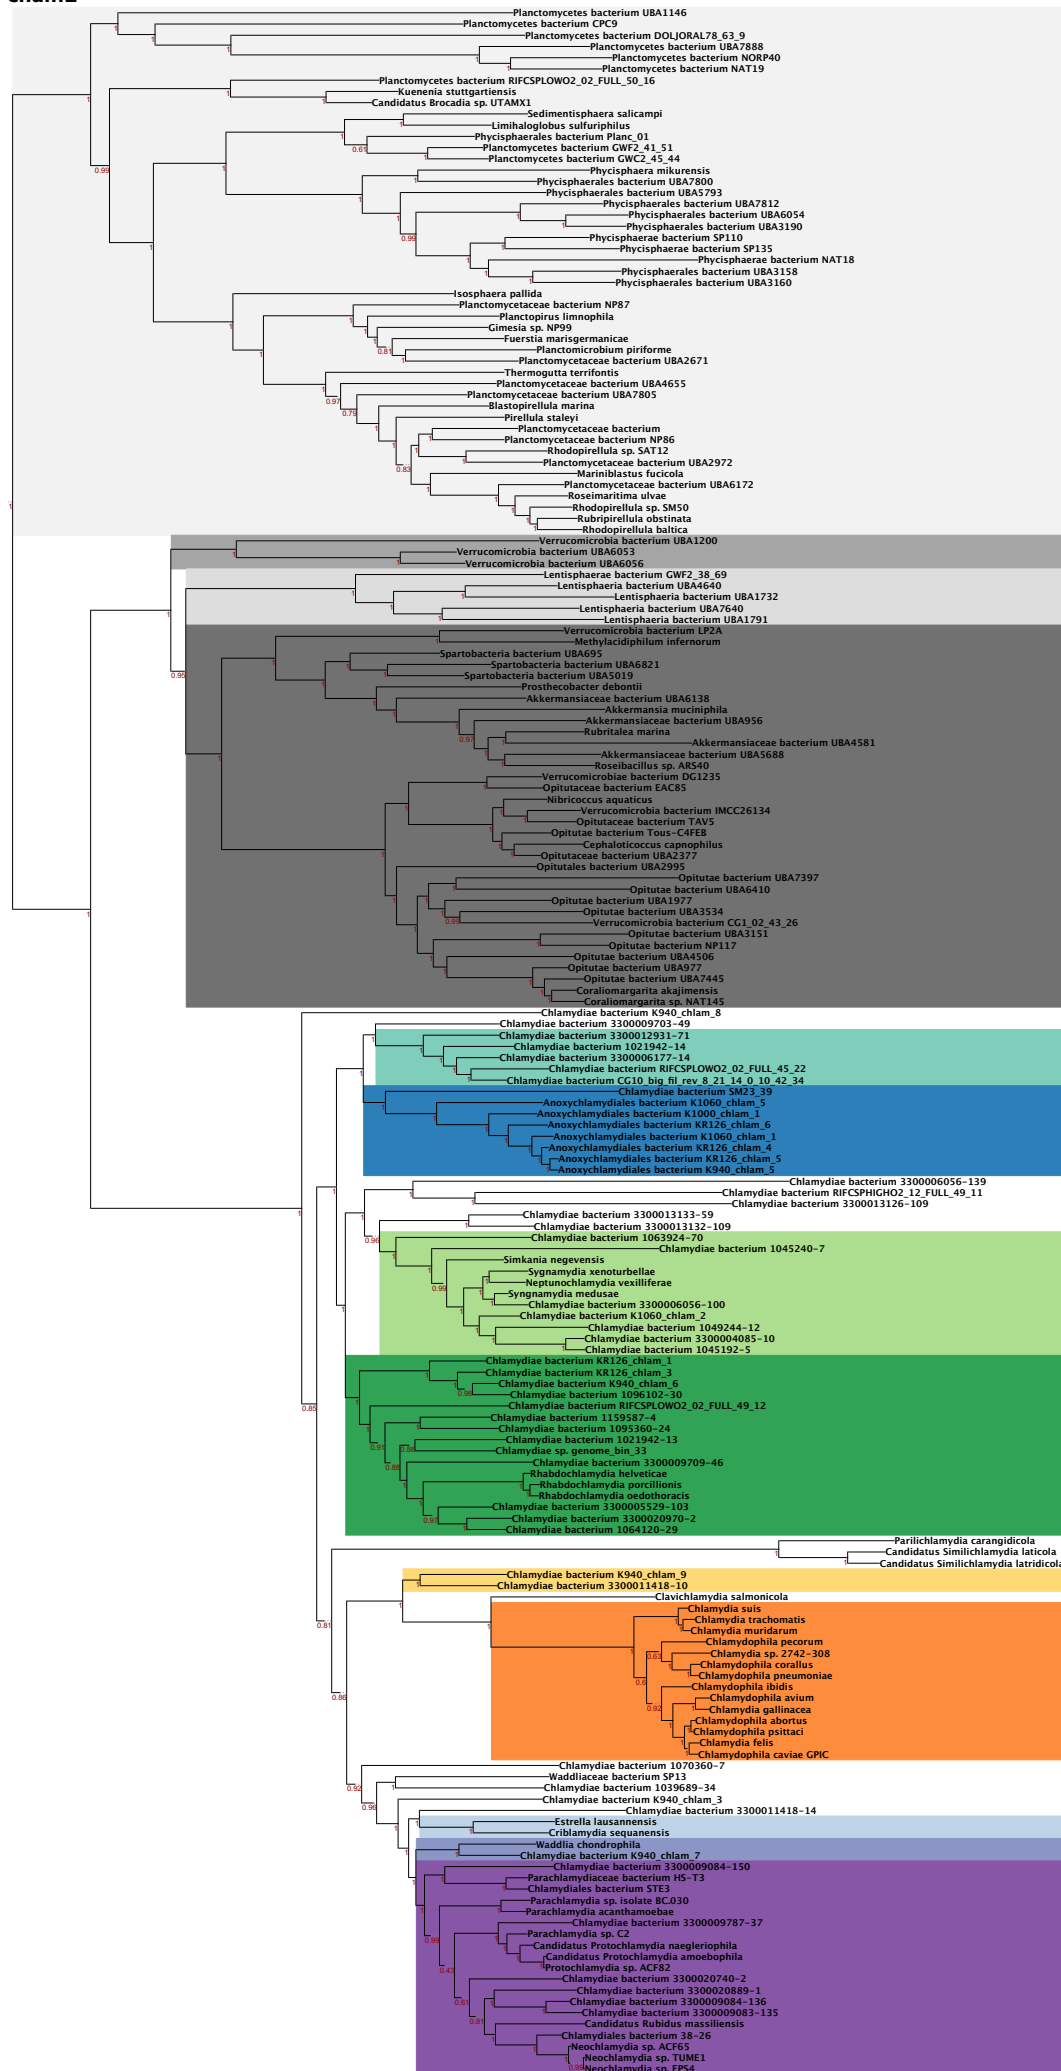 Planctomycetes bacterium UBA1146
Planctomycetes bacterium CPC9
Planctomycetes bacterium DOLJORAL78_63_9
Planctomycetes bacterium UBA7888
Planctomycetes bacterium NORP40
Planctomycetes bacterium NAT19
Planctomycetes bacterium RIFCSPLOWO2_02_FULL_50_16
Kuenenia stuttgartiensis
Candidatus Brocadia sp. UTAMX1
Sedimentisphaera salicampi
Limihaloglobus sulfuriphilus
Phycisphaerales bacterium Planc_01
Planctomycetes bacterium GWF2_41_51
Planctomycetes bacterium GWC2_45_44
Phycisphaera mikurensis
Phycisphaerales bacterium UBA7800
Phycisphaerales bacterium UBA5793
Phycisphaerales bacterium UBA7812
Phycisphaerales bacterium UBA6054
Phycisphaerales bacterium UBA3190
Phycisphaerae bacterium SP110
Phycisphaerae bacterium SP135
Phycisphaerae bacterium NAT18
Phycisphaerales bacterium UBA3158
Phycisphaerales bacterium UBA3160
Isosphaera pallida
Planctomycetaceae bacterium NP87
Planctopirus limnophila
Gimesia sp. NP99
Fuerstia marisgermanicae
Planctomicrobium piriforme
Planctomycetaceae bacterium UBA2671
Thermogutta terrifontis
Planctomycetaceae bacterium UBA4655
Planctomycetaceae bacterium UBA7805
Blastopirellula marina
Pirellula staleyi
Planctomycetaceae bacterium
Planctomycetaceae bacterium NP86
Rhodopirellula sp. SAT12
Planctomycetaceae bacterium UBA2972
Mariniblastus fucicola
Planctomycetaceae bacterium UBA6172
Roseimaritima ulvae
Rhodopirellula sp. SM50
Rubripirellula obstinata
Rhodopirellula baltica
Verrucomicrobia bacterium UBA1200
Verrucomicrobia bacterium UBA6053
Verrucomicrobia bacterium UBA6056
Lentisphaerae bacterium GWF2_38_69
Lentisphaeria bacterium UBA4640
Lentisphaeria bacterium UBA1732
Lentisphaeria bacterium UBA7640
Lentisphaeria bacterium UBA1791
Verrucomicrobia bacterium LP2A
Methylacidiphilum infernorum
Spartobacteria bacterium UBA695
Spartobacteria bacterium UBA6821
Spartobacteria bacterium UBA5019
Prosthecobacter debontii
Akkermansiaceae bacterium UBA6138
Akkermansia muciniphila
Akkermansiaceae bacterium UBA956
Rubritalea marina
Akkermansiaceae bacterium UBA4581
Akkermansiaceae bacterium UBA5688
Roseibacillus sp. ARS40
Verrucomicrobiae bacterium DG1235
Opitutaceae bacterium EAC85
Nibricoccus aquaticus
Verrucomicrobia bacterium IMCC26134
Opitutaceae bacterium TAV5
Opitutae bacterium Tous-C4FEB
Cephaloticoccus capnophilus
Opitutaceae bacterium UBA2377
Opitutales bacterium UBA2995
Opitutae bacterium UBA7397
Opitutae bacterium UBA6410
Opitutae bacterium UBA1977
Opitutae bacterium UBA3534
Verrucomicrobia bacterium CG1_02_43_26
Opitutae bacterium UBA3151
Opitutae bacterium NP117
Opitutae bacterium UBA4506
Opitutae bacterium UBA977
Opitutae bacterium UBA7445
Coraliomargarita akajimensis
Coraliomargarita sp. NAT145
Chlamydiae bacterium K940_chlam_8
Chlamydiae bacterium 3300009703-49
Chlamydiae bacterium 3300012931-71
Chlamydiae bacterium 1021942-14
Chlamydiae bacterium 3300006177-14
Chlamydiae bacterium RIFCSPLOWO2_02_FULL_45_22
Chlamydiae bacterium CG10_big_fil_rev_8_21_14_0_10_42_34
Chlamydiae bacterium SM23_39
Anoxychlamydiales bacterium K1060_chlam_5
Anoxychlamydiales bacterium K1000_chlam_1
Anoxychlamydiales bacterium KR126_chlam_6
Anoxychlamydiales bacterium K1060_chlam_1
Anoxychlamydiales bacterium KR126_chlam_4
Anoxychlamydiales bacterium KR126_chlam_5
Anoxychlamydiales bacterium K940_chlam_5
Chlamydiae bacterium 3300006056-139
Chlamydiae bacterium RIFCSPHIGHO2_12_FULL_49_11
Chlamydiae bacterium 3300013126-109
Chlamydiae bacterium 3300013133-59
Chlamydiae bacterium 3300013132-109
Chlamydiae bacterium 1063924-70
Chlamydiae bacterium 1045240-7
Simkania negevensis
Sygnamydia xenoturbellae
Neptunochlamydia vexilliferae
Syngnamydia medusae
Chlamydiae bacterium 3300006056-100
Chlamydiae bacterium K1060_chlam_2
Chlamydiae bacterium 1049244-12
Chlamydiae bacterium 3300004085-10
Chlamydiae bacterium 1045192-5
Chlamydiae bacterium KR126_chlam_1
Chlamydiae bacterium KR126_chlam_3
Chlamydiae bacterium K940_chlam_6
Chlamydiae bacterium 1096102-30
Chlamydiae bacterium RIFCSPLOWO2_02_FULL_49_12
Chlamydiae bacterium 1159587-4
Chlamydiae bacterium 1095360-24
Chlamydiae bacterium 1021942-13
Chlamydiae sp. genome_bin_33
Chlamydiae bacterium 3300009709-46
Rhabdochlamydia helveticae
Rhabdochlamydia porcillionis
Rhabdochlamydia oedothoracis
Chlamydiae bacterium 3300005529-103
Chlamydiae bacterium 3300020970-2
Chlamydiae bacterium 1064120-29
Parilichlamydia carangidicola
Candidatus Similichlamydia laticola
Candidatus Similichlamydia latridicola
Chlamydiae bacterium K940_chlam_9
Chlamydiae bacterium 3300011418-10
Clavichlamydia salmonicola
Chlamydia suis
Chlamydia trachomatis
Chlamydia muridarum
Chlamydophila pecorum
Chlamydia sp. 2742-308
Chlamydophila corallus
Chlamydophila pneumoniae
Chlamydophila ibidis
Chlamydophila avium
Chlamydia gallinacea
Chlamydophila abortus
Chlamydophila psittaci
Chlamydia felis
Chlamydophila caviae GPIC
Chlamydiae bacterium 1070360-7
Waddliaceae bacterium SP13
Chlamydiae bacterium 1039689-34
Chlamydiae bacterium K940_chlam_3
Chlamydiae bacterium 3300011418-14
Estrella lausannensis
Criblamydia sequanensis
Waddlia chondrophila
Chlamydiae bacterium K940_chlam_7
Chlamydiae bacterium 3300009084-150
Parachlamydiaceae bacterium HS-T3
Chlamydiales bacterium STE3
Parachlamydia sp. isolate BC.030
Parachlamydia acanthamoebae
Chlamydiae bacterium 3300009787-37
Parachlamydia sp. C2
Candidatus Protochlamydia naegleriophila
Candidatus Protochlamydia amoebophila
Protochlamydia sp. ACF82
Chlamydiae bacterium 3300020740-2
Chlamydiae bacterium 3300020889-1
Chlamydiae bacterium 3300009084-136
Chlamydiae bacterium 3300009083-135
Candidatus Rubidus massiliensis
Chlamydiales bacterium 38-26
Neochlamydia sp. ACF65
Neochlamydia sp. TUME1
Neochlamydia sp. EPS4